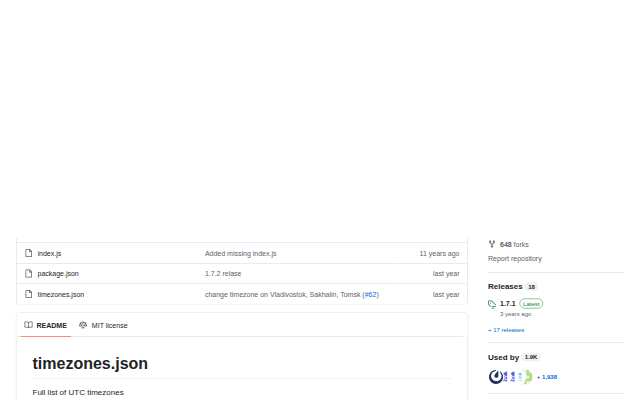 648 forks
index.js Added missing index.js 11 years ago
Report repository
package.json 1.7.2 relase last year
Releases 18
timezones.json change timezone on Vladivostok, Sakhalin, Tomsk (#62) last year
1.7.1 Latest
3 years ago
README MIT license
+ 17 releases
Used by 1.9K
timezones.json
+ 1,938
Full list of UTC timezones